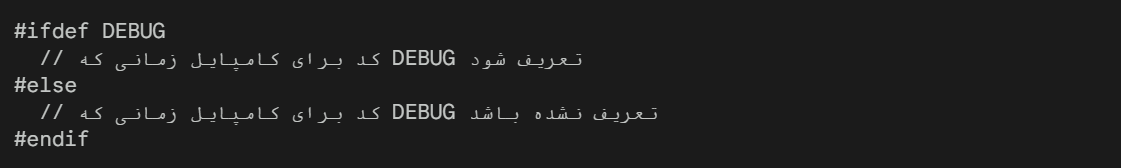 #ifdef DEBUG
// کد برای کامپایل زمانی که DEBUG تعریف شود
#else
// کد برای کامپایل زمانی که DEBUG تعریف نشده باشد
#endif